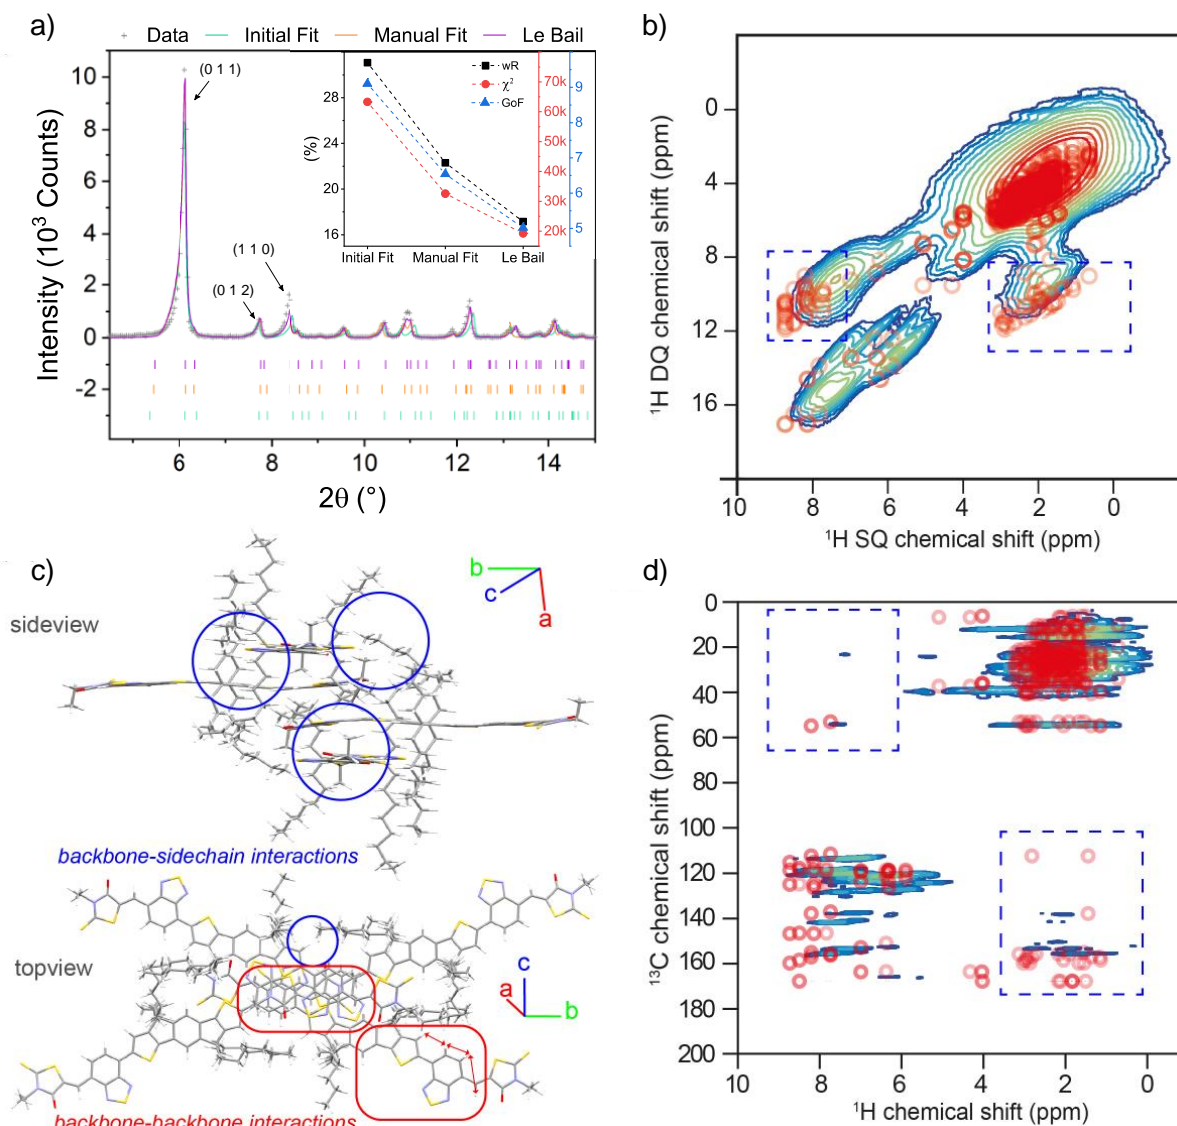 a)
Data Initial Fit Manual Fit Le Bail
10
8
6
4
2
0
-2
Intensity (10³ Counts)
(0 1 1)
(1 1 0)
(0 1 2)
wR
χ²
GoF
(%)
28
24
20
16
70k
60k
50k
40k
30k
20k
9
8
7
6
5
Initial Fit Manual Fit Le Bail
6 8 10 12 14
2θ (°)
b)
0
4
8
12
16
¹H DQ chemical shift (ppm)
10 8 6 4 2 0
¹H SQ chemical shift (ppm)
c)
sideview
b
c
a
backbone-sidechain interactions
topview
c
a
b
backbone-backbone interactions
d)
0
20
40
60
80
100
120
140
160
180
200
¹³C chemical shift (ppm)
10 8 6 4 2 0
¹H chemical shift (ppm)